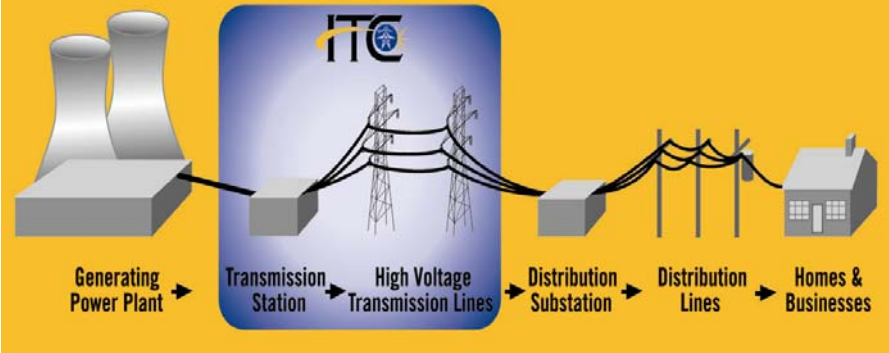 ITC
Generating
Power Plant
Transmission
Station
High Voltage
Transmission Lines
Distribution
Substation
Distribution
Lines
Homes &
Businesses